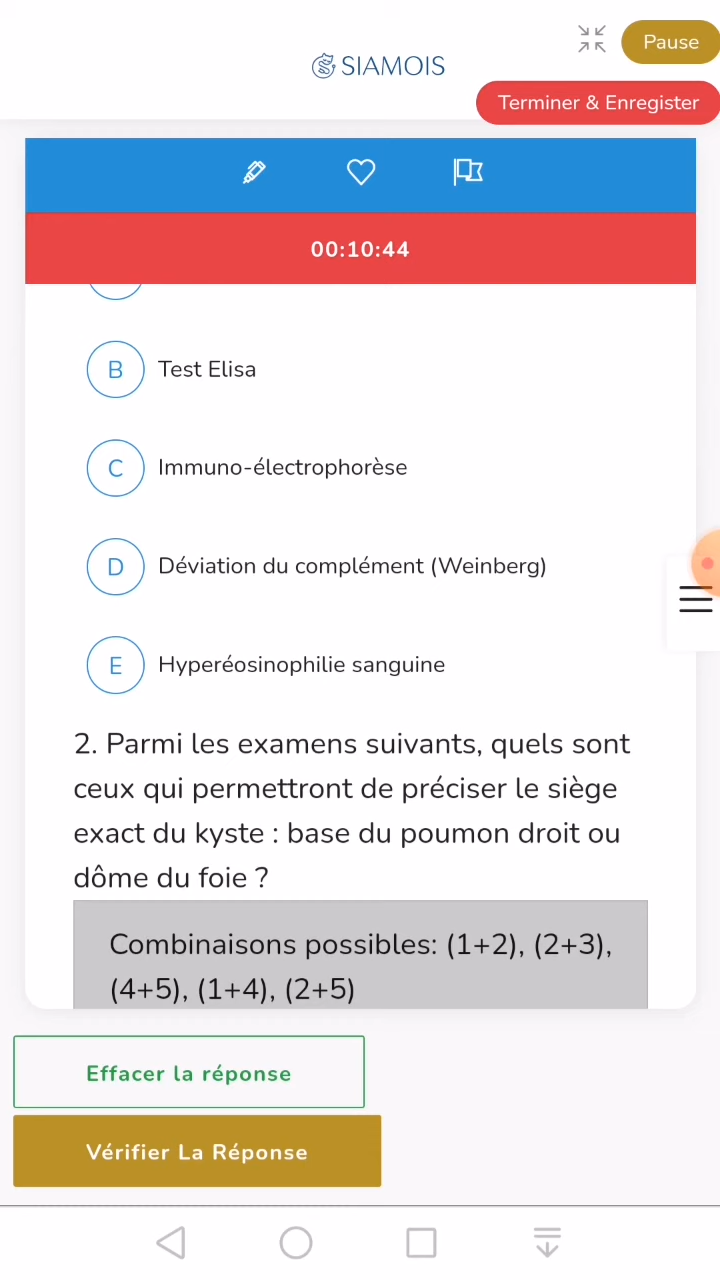 SIAMOIS
Pause
Terminer & Enregister
00:10:44
B Test Elisa
C Immuno-électrophorèse
D Déviation du complément (Weinberg)
E Hyperéosinophilie sanguine
2. Parmi les examens suivants, quels sont
ceux qui permettront de préciser le siège
exact du kyste : base du poumon droit ou
dôme du foie ?
Combinaisons possibles: (1+2), (2+3),
(4+5), (1+4), (2+5)
Effacer la réponse
Vérifier La Réponse